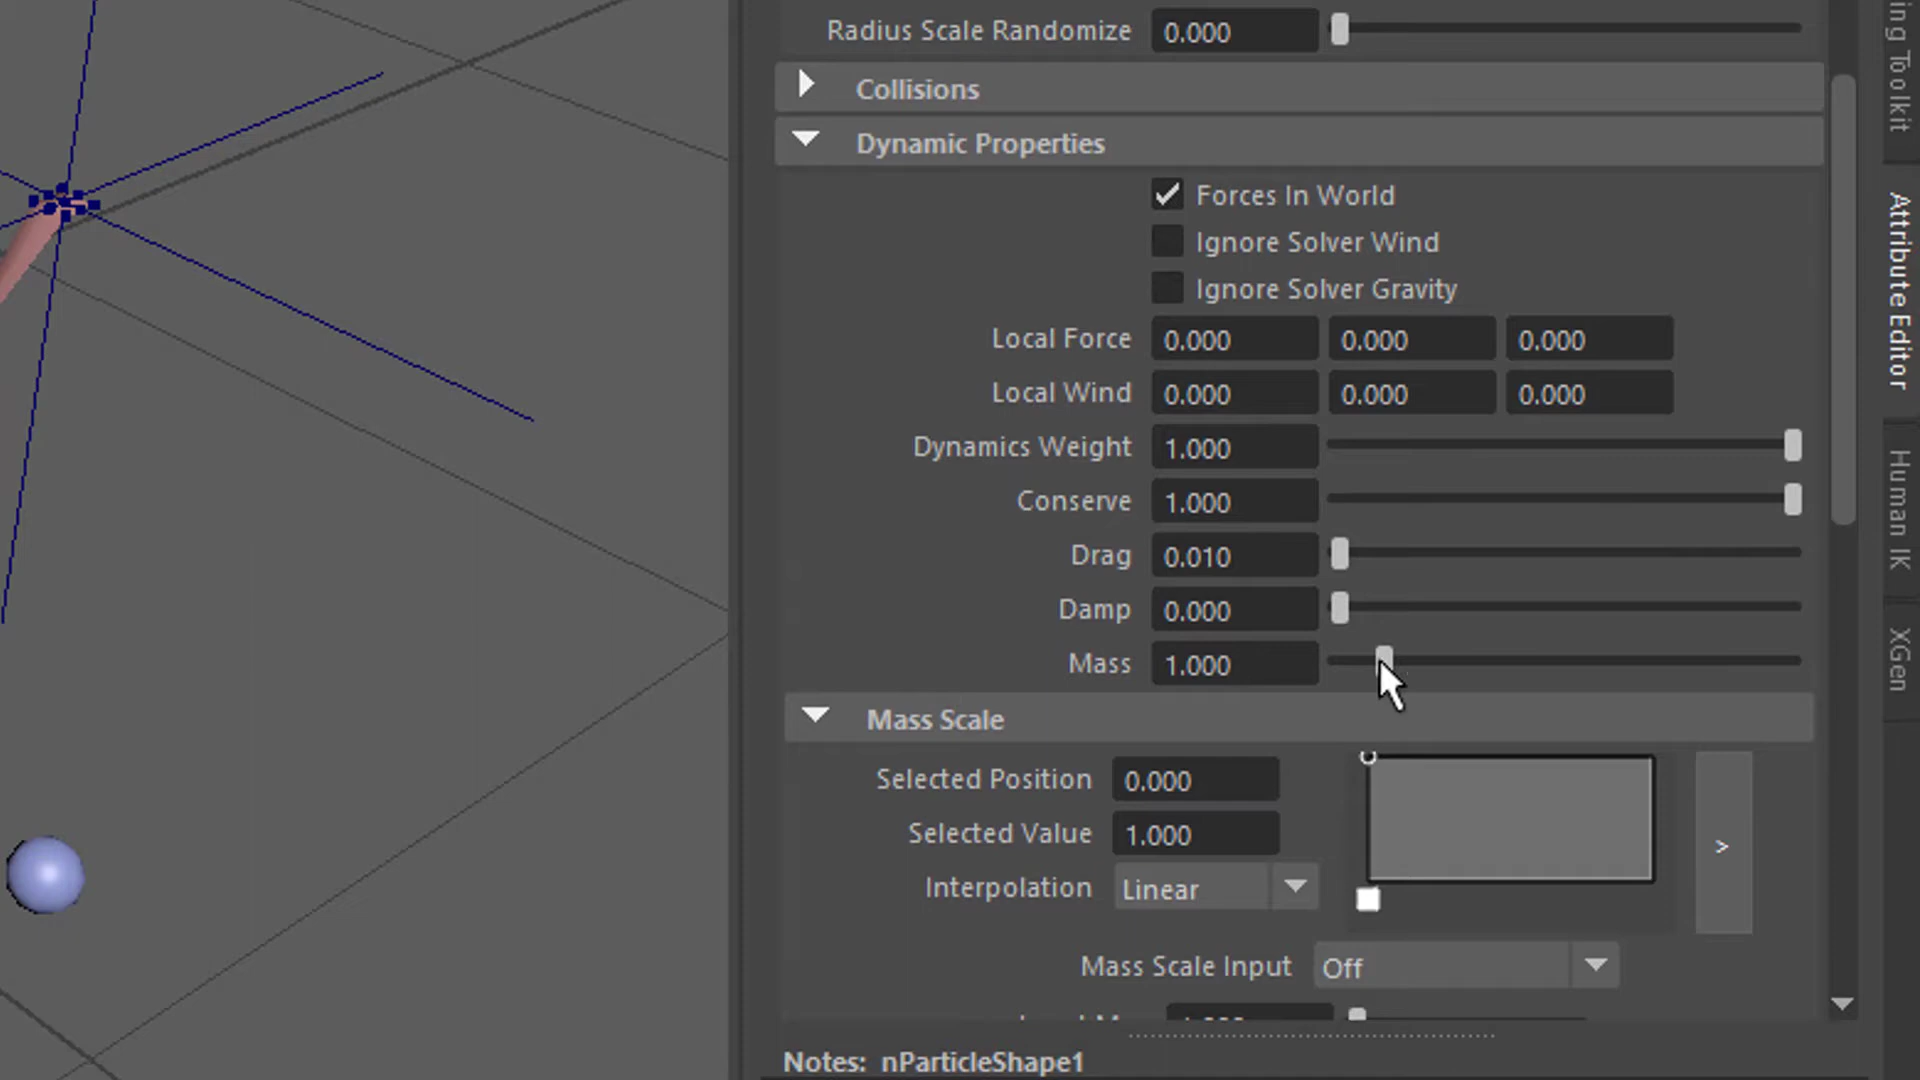 Radius Scale Randomize 0.000
Collisions
Dynamic Properties
Forces In World
Ignore Solver Wind
Ignore Solver Gravity
Local Force 0.000 0.000 0.000
Local Wind 0.000 0.000 0.000
Dynamics Weight 1.000
Conserve 1.000
Drag 0.010
Damp 0.000
Mass 1.000
Mass Scale
Selected Position 0.000
Selected Value 1.000
>
Interpolation Linear
Mass Scale Input Off
Notes: nParticleShape1
ing Toolkit
Attribute Editor
Human IK
XGen